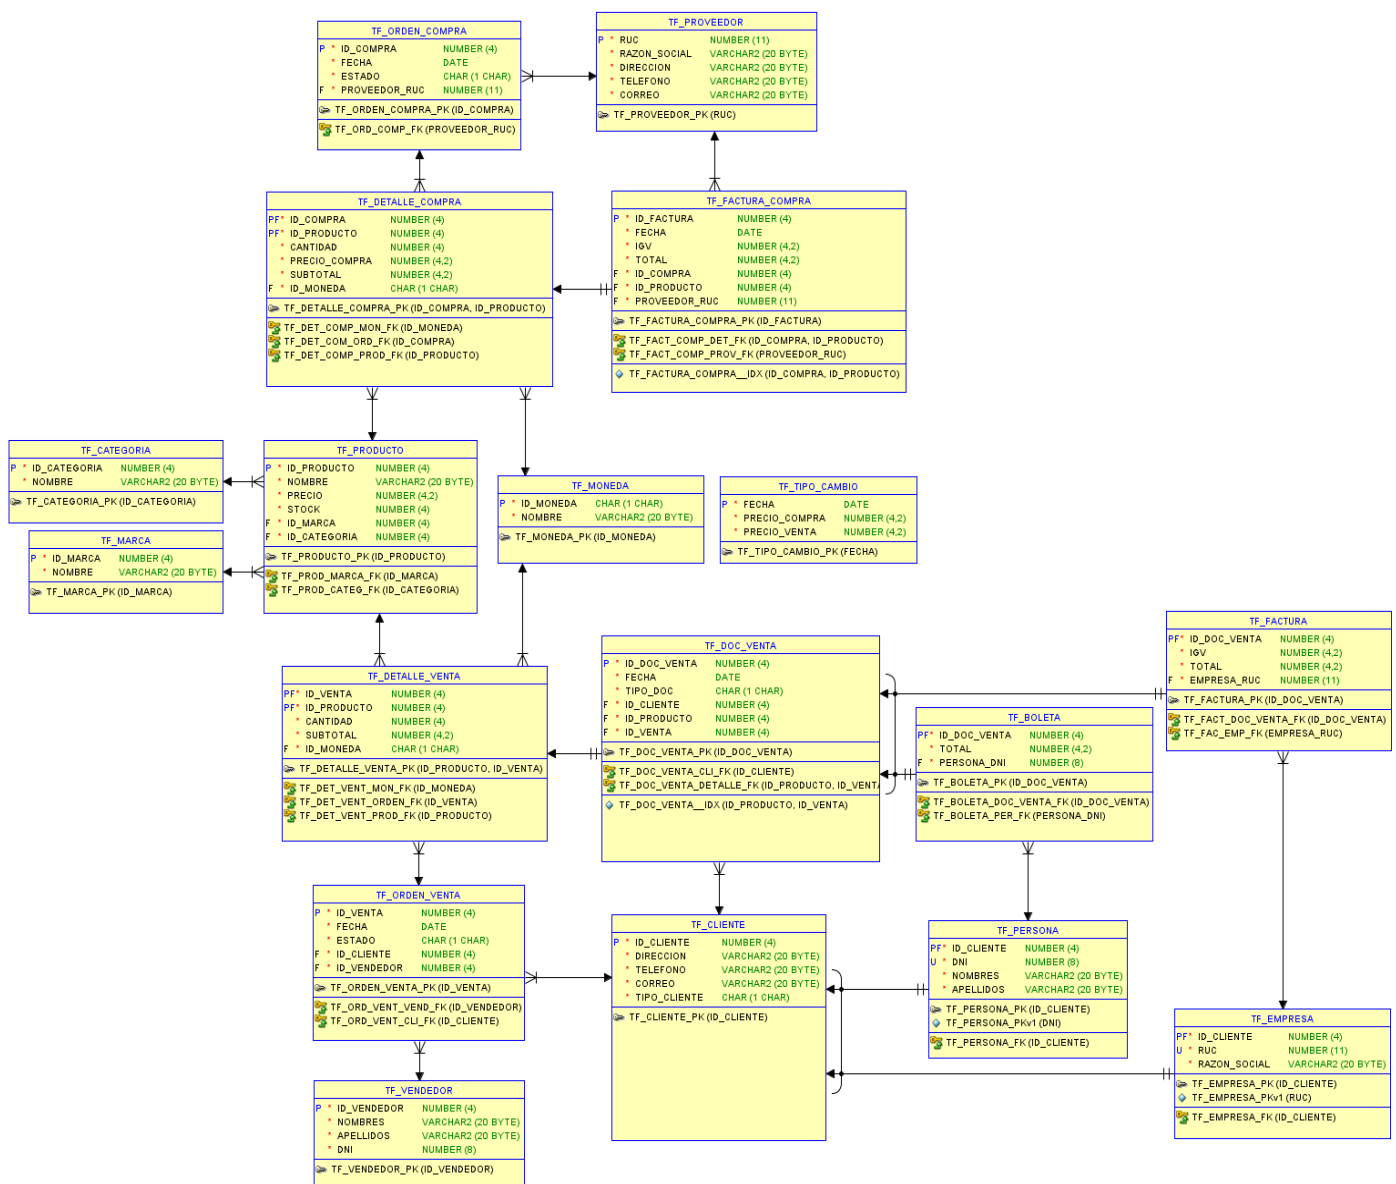 TF_ORDEN_COMPRA
P * ID_COMPRA NUMBER (4)
* FECHA DATE
* ESTADO CHAR (1 CHAR)
F * PROVEEDOR_RUC NUMBER (11)
TF_ORDEN_COMPRA_PK (ID_COMPRA)
TF_ORD_COMP_FK (PROVEEDOR_RUC)
TF_PROVEEDOR
P * RUC NUMBER (11)
* RAZON_SOCIAL VARCHAR2 (20 BYTE)
* DIRECCION VARCHAR2 (20 BYTE)
* TELEFONO VARCHAR2 (20 BYTE)
* CORREO VARCHAR2 (20 BYTE)
TF_PROVEEDOR_PK (RUC)
TF_DETALLE_COMPRA
PF* ID_COMPRA NUMBER (4)
PF* ID_PRODUCTO NUMBER (4)
* CANTIDAD NUMBER (4)
* PRECIO_COMPRA NUMBER (4,2)
* SUBTOTAL NUMBER (4,2)
F * ID_MONEDA CHAR (1 CHAR)
TF_DETALLE_COMPRA_PK (ID_COMPRA, ID_PRODUCTO)
TF_DET_COMP_MON_FK (ID_MONEDA)
TF_DET_COM_ORD_FK (ID_COMPRA)
TF_DET_COMP_PROD_FK (ID_PRODUCTO)
TF_FACTURA_COMPRA
P * ID_FACTURA NUMBER (4)
* FECHA DATE
* IGV NUMBER (4,2)
* TOTAL NUMBER (4,2)
F * ID_COMPRA NUMBER (4)
F * ID_PRODUCTO NUMBER (4)
F * PROVEEDOR_RUC NUMBER (11)
TF_FACTURA_COMPRA_PK (ID_FACTURA)
TF_FACT_COMP_DET_FK (ID_COMPRA, ID_PRODUCTO)
TF_FACT_COMP_PROV_FK (PROVEEDOR_RUC)
TF_FACTURA_COMPRA__IDX (ID_COMPRA, ID_PRODUCTO)
TF_CATEGORIA
P * ID_CATEGORIA NUMBER (4)
* NOMBRE VARCHAR2 (20 BYTE)
TF_CATEGORIA_PK (ID_CATEGORIA)
TF_MARCA
P * ID_MARCA NUMBER (4)
* NOMBRE VARCHAR2 (20 BYTE)
TF_MARCA_PK (ID_MARCA)
TF_PRODUCTO
P * ID_PRODUCTO NUMBER (4)
* NOMBRE VARCHAR2 (20 BYTE)
* PRECIO NUMBER (4,2)
* STOCK NUMBER (4)
F * ID_MARCA NUMBER (4)
F * ID_CATEGORIA NUMBER (4)
TF_PRODUCTO_PK (ID_PRODUCTO)
TF_PROD_MARCA_FK (ID_MARCA)
TF_PROD_CATEG_FK (ID_CATEGORIA)
TF_MONEDA
P * ID_MONEDA CHAR (1 CHAR)
* NOMBRE VARCHAR2 (20 BYTE)
TF_MONEDA_PK (ID_MONEDA)
TF_TIPO_CAMBIO
P * FECHA DATE
* PRECIO_COMPRA NUMBER (4,2)
* PRECIO_VENTA NUMBER (4,2)
TF_TIPO_CAMBIO_PK (FECHA)
TF_DETALLE_VENTA
PF* ID_VENTA NUMBER (4)
PF* ID_PRODUCTO NUMBER (4)
* CANTIDAD NUMBER (4)
* SUBTOTAL NUMBER (4,2)
F * ID_MONEDA CHAR (1 CHAR)
TF_DETALLE_VENTA_PK (ID_PRODUCTO, ID_VENTA)
TF_DET_VENT_MON_FK (ID_MONEDA)
TF_DET_VENT_ORDEN_FK (ID_VENTA)
TF_DET_VENT_PROD_FK (ID_PRODUCTO)
TF_DOC_VENTA
P * ID_DOC_VENTA NUMBER (4)
* FECHA DATE
* TIPO_DOC CHAR (1 CHAR)
F * ID_CLIENTE NUMBER (4)
F * ID_PRODUCTO NUMBER (4)
F * ID_VENTA NUMBER (4)
TF_DOC_VENTA_PK (ID_DOC_VENTA)
TF_DOC_VENTA_CLI_FK (ID_CLIENTE)
TF_DOC_VENTA_DETALLE_FK (ID_PRODUCTO, ID_VENTA
TF_DOC_VENTA__IDX (ID_PRODUCTO, ID_VENTA)
TF_FACTURA
PF* ID_DOC_VENTA NUMBER (4)
* IGV NUMBER (4,2)
* TOTAL NUMBER (4,2)
F * EMPRESA_RUC NUMBER (11)
TF_FACTURA_PK (ID_DOC_VENTA)
TF_FACT_DOC_VENTA_FK (ID_DOC_VENTA)
TF_FAC_EMP_FK (EMPRESA_RUC)
TF_BOLETA
PF* ID_DOC_VENTA NUMBER (4)
* TOTAL NUMBER (4,2)
F * PERSONA_DNI NUMBER (8)
TF_BOLETA_PK (ID_DOC_VENTA)
TF_BOLETA_DOC_VENTA_FK (ID_DOC_VENTA)
TF_BOLETA_PER_FK (PERSONA_DNI)
TF_ORDEN_VENTA
P * ID_VENTA NUMBER (4)
* FECHA DATE
* ESTADO CHAR (1 CHAR)
F * ID_CLIENTE NUMBER (4)
F * ID_VENDEDOR NUMBER (4)
TF_ORDEN_VENTA_PK (ID_VENTA)
TF_ORD_VENT_VEND_FK (ID_VENDEDOR)
TF_ORD_VENT_CLI_FK (ID_CLIENTE)
TF_CLIENTE
P * ID_CLIENTE NUMBER (4)
* DIRECCION VARCHAR2 (20 BYTE)
* TELEFONO VARCHAR2 (20 BYTE)
* CORREO VARCHAR2 (20 BYTE)
* TIPO_CLIENTE CHAR (1 CHAR)
TF_CLIENTE_PK (ID_CLIENTE)
TF_PERSONA
PF* ID_CLIENTE NUMBER (4)
U * DNI NUMBER (8)
* NOMBRES VARCHAR2 (20 BYTE)
* APELLIDOS VARCHAR2 (20 BYTE)
TF_PERSONA_PK (ID_CLIENTE)
TF_PERSONA_PKv1 (DNI)
TF_PERSONA_FK (ID_CLIENTE)
TF_EMPRESA
PF* ID_CLIENTE NUMBER (4)
U * RUC NUMBER (11)
* RAZON_SOCIAL VARCHAR2 (20 BYTE)
TF_EMPRESA_PK (ID_CLIENTE)
TF_EMPRESA_PKv1 (RUC)
TF_EMPRESA_FK (ID_CLIENTE)
TF_VENDEDOR
P * ID_VENDEDOR NUMBER (4)
* NOMBRES VARCHAR2 (20 BYTE)
* APELLIDOS VARCHAR2 (20 BYTE)
* DNI NUMBER (8)
TF_VENDEDOR_PK (ID_VENDEDOR)